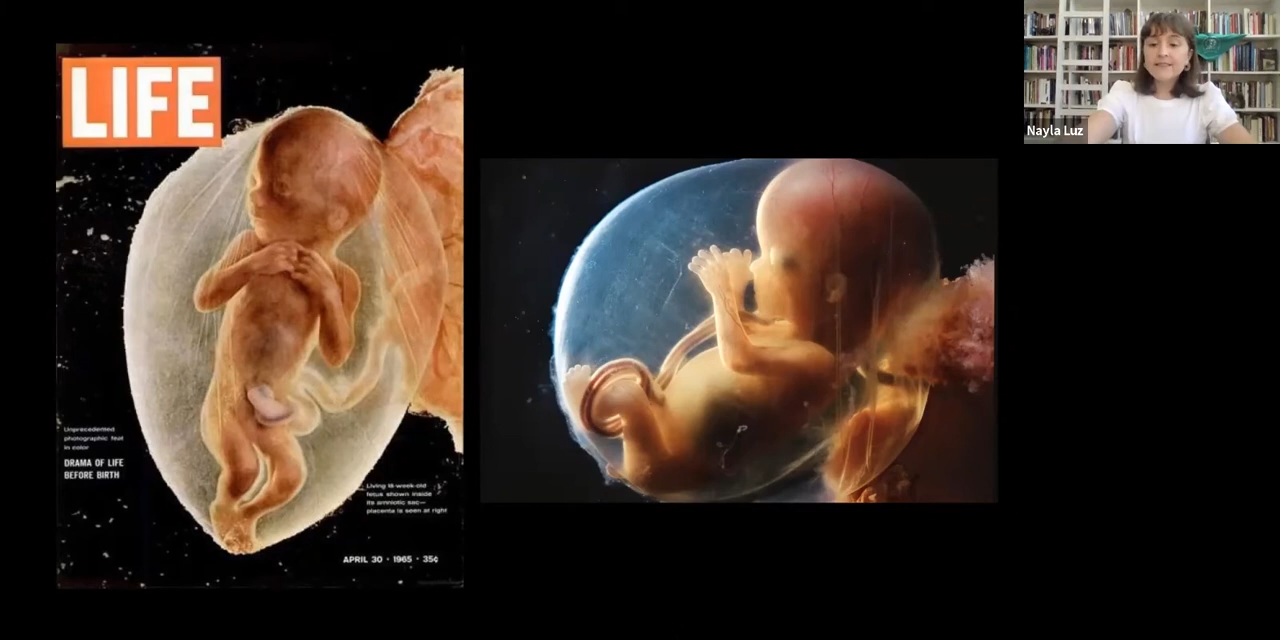 LIFE
Unprecedented
photographic feat
in color
DRAMA OF LIFE
BEFORE BIRTH
Living 18-week-old
fetus shown inside
its amniotic sac—
placenta is seen at right
APRIL 30 · 1965 · 35¢
Nayla Luz